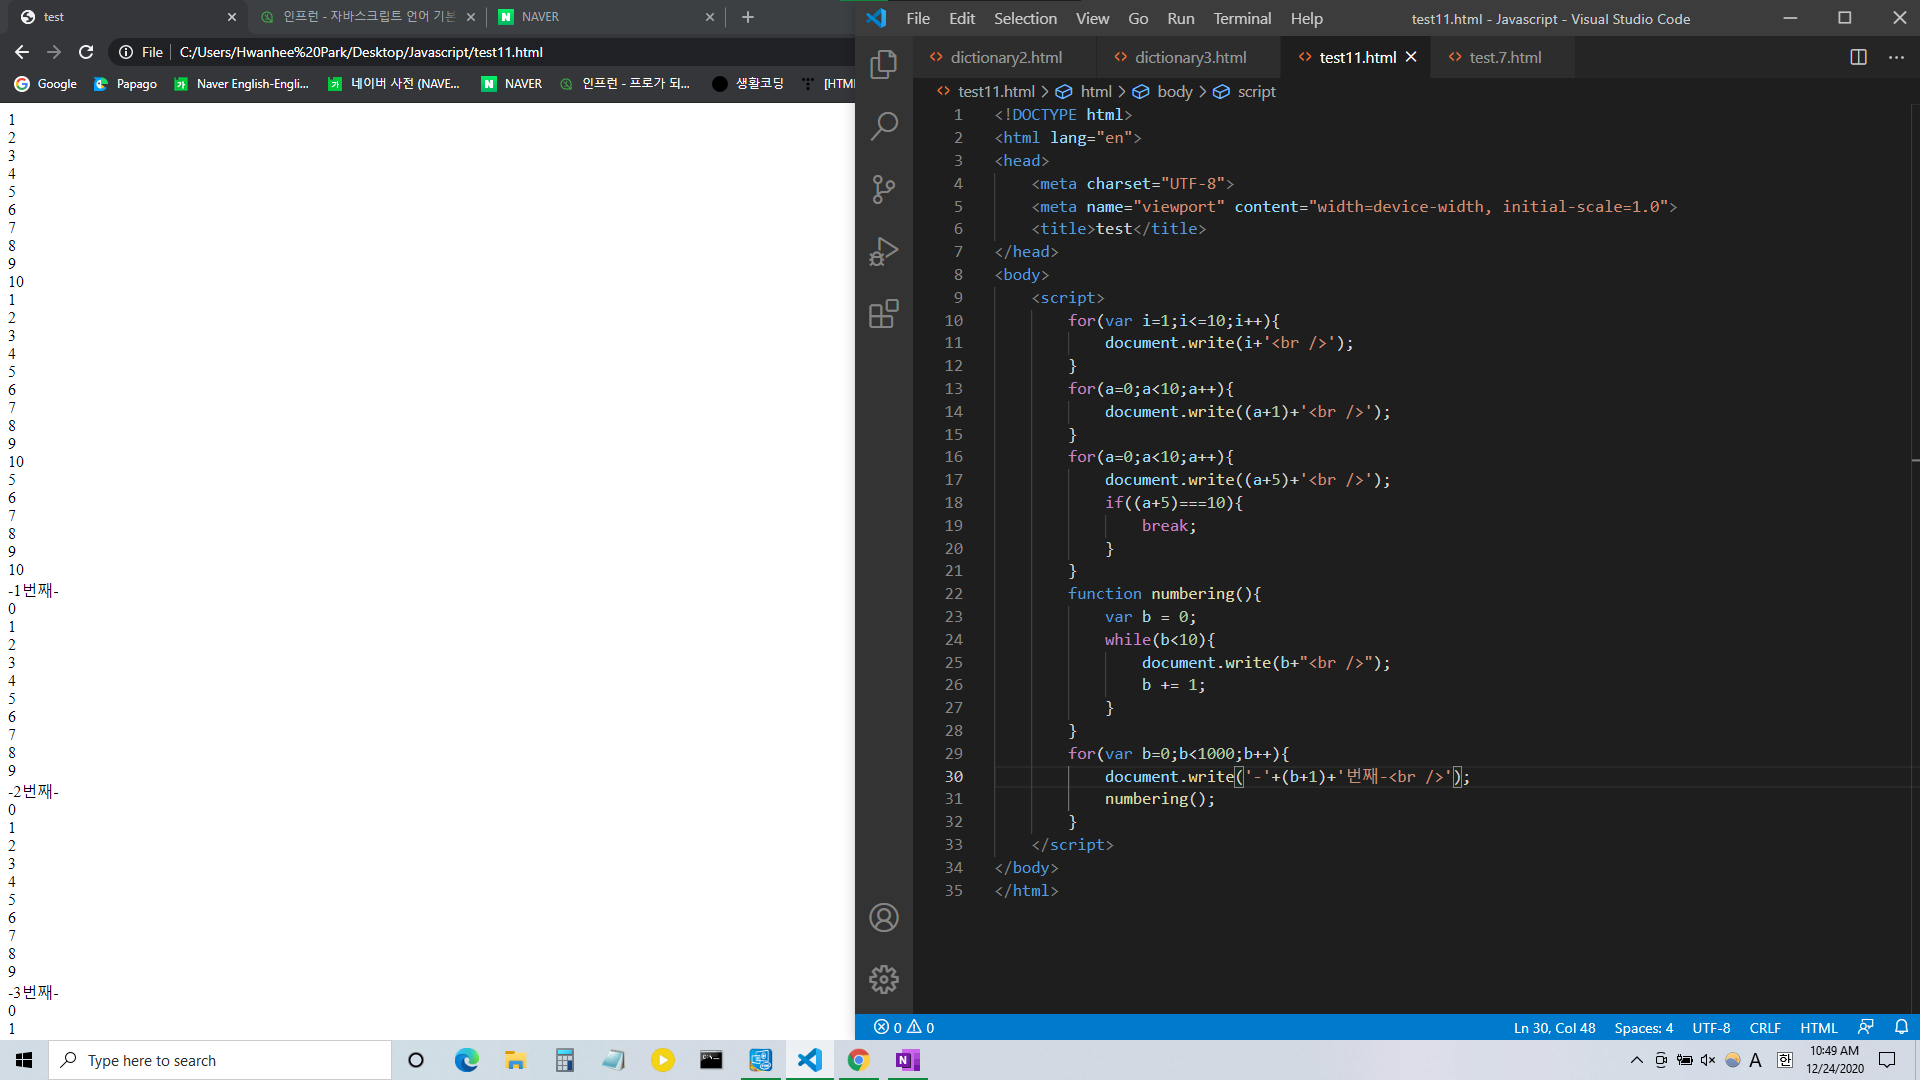 test
인프런 - 자바스크립트 언어 기본
NAVER
File C:/Users/Hwanhee%20Park/Desktop/Javascript/test11.html
Google Papago Naver English-Engli... 네이버 사전 (NAVE... NAVER 인프런 - 프로가 되... 생활코딩 [HTML
1
2
3
4
5
6
7
8
9
10
1
2
3
4
5
6
7
8
9
10
5
6
7
8
9
10
-1번째-
0
1
2
3
4
5
6
7
8
9
-2번째-
0
1
2
3
4
5
6
7
8
9
-3번째-
0
1
File Edit Selection View Go Run Terminal Help test11.html - Javascript - Visual Studio Code
dictionary2.html dictionary3.html test11.html test.7.html
test11.html > html > body > script
1 <!DOCTYPE html>
2 <html lang="en">
3 <head>
4 <meta charset="UTF-8">
5 <meta name="viewport" content="width=device-width, initial-scale=1.0">
6 <title>test</title>
7 </head>
8 <body>
9 <script>
10 for(var i=1;i<=10;i++){
11 document.write(i+'<br />');
12 }
13 for(a=0;a<10;a++){
14 document.write((a+1)+'<br />');
15 }
16 for(a=0;a<10;a++){
17 document.write((a+5)+'<br />');
18 if((a+5)===10){
19 break;
20 }
21 }
22 function numbering(){
23 var b = 0;
24 while(b<10){
25 document.write(b+"<br />");
26 b += 1;
27 }
28 }
29 for(var b=0;b<1000;b++){
30 document.write('-'+(b+1)+'번째-<br />');
31 numbering();
32 }
33 </script>
34 </body>
35 </html>
0 0 Ln 30, Col 48 Spaces: 4 UTF-8 CRLF HTML
Type here to search
A 한 10:49 AM
12/24/2020